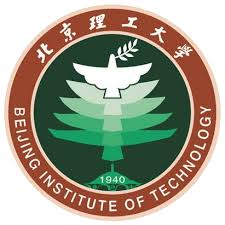 北京理工大学
1940
BEIJING INSTITUTE OF TECHNOLOGY